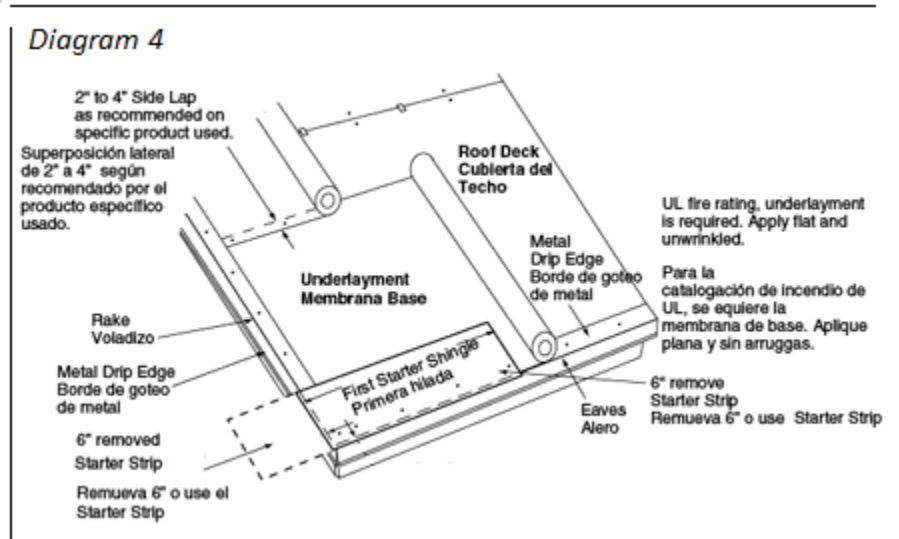 Diagram 4
2" to 4" Side Lap
as recommended on
specific product used.
Superposición lateral
de 2" a 4" según
recomendado por el
producto específico
usado.
Roof Deck
Cubierta del
Techo
UL fire rating, underlayment
is required. Apply flat and
unwrinkled.
Para la
catalogación de incendio de
UL, se equiere la
membrana de base. Aplique
plana y sin arruggas.
Metal
Drip Edge
Borde de goteo
de metal
Underlayment
Membrana Base
Rake
Voladizo
Metal Drip Edge
Borde de goteo
de metal
First Starter Shingle
Primera hilada
6" remove
Starter Strip
Remueva 6" o use Starter Strip
Eaves
Alero
6" removed
Starter Strip
Remueva 6" o use el
Starter Strip